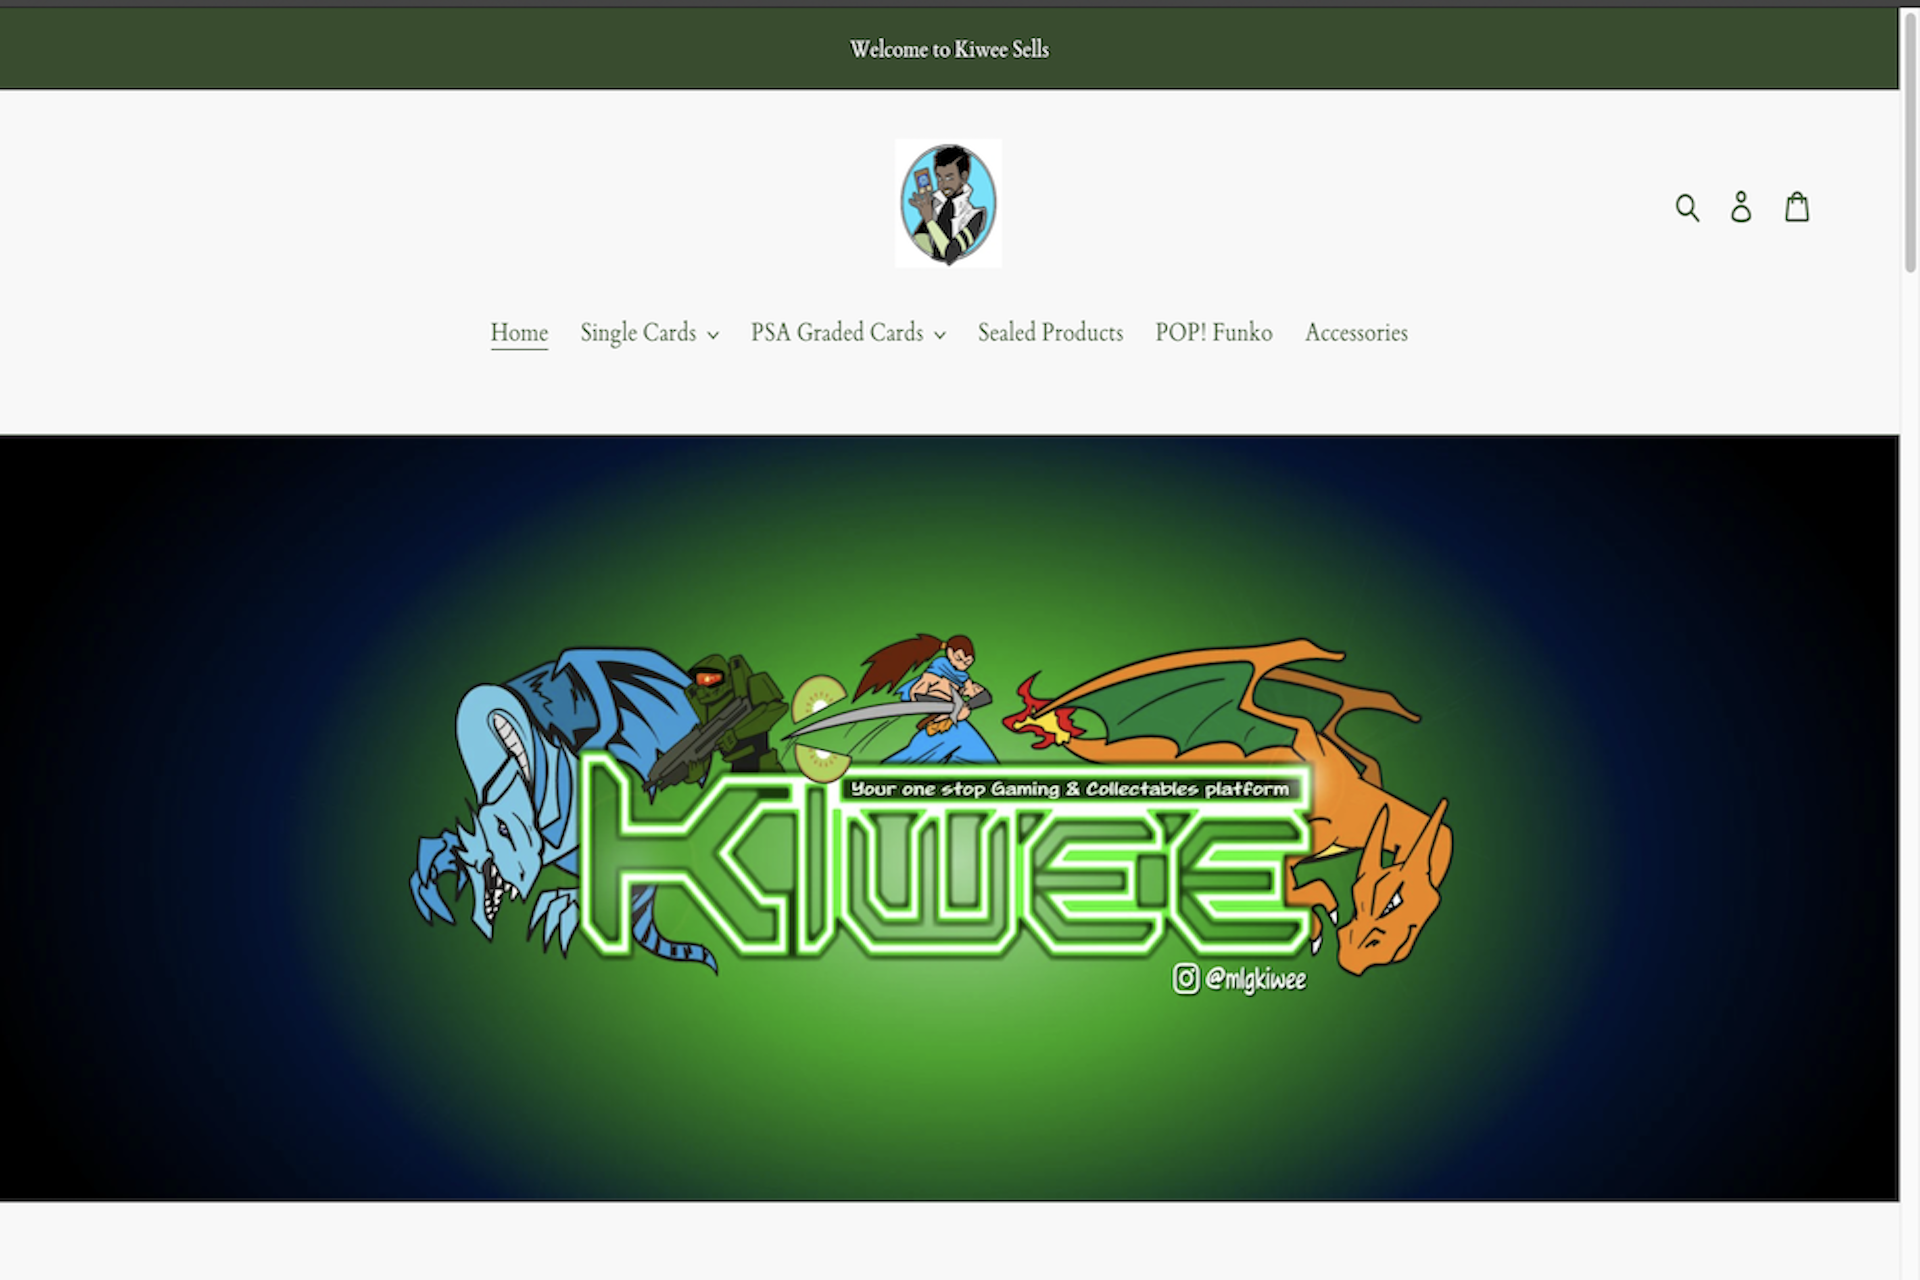 Welcome to Kiwee Sells
Home Single Cards PSA Graded Cards Sealed Products POP! Funko Accessories
Your one stop Gaming & Collectables platform
KIWEE
@mlgkiwee